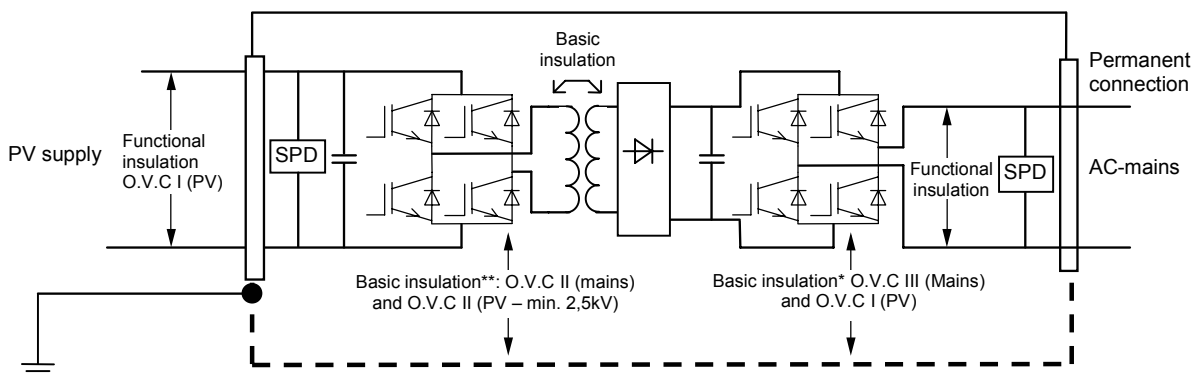 Basic
insulation
Permanent
connection
PV supply
Functional
insulation
O.V.C I (PV)
SPD
Functional
insulation
SPD
AC-mains
Basic insulation**: O.V.C II (mains)
and O.V.C II (PV – min. 2,5kV)
Basic insulation* O.V.C III (Mains)
and O.V.C I (PV)